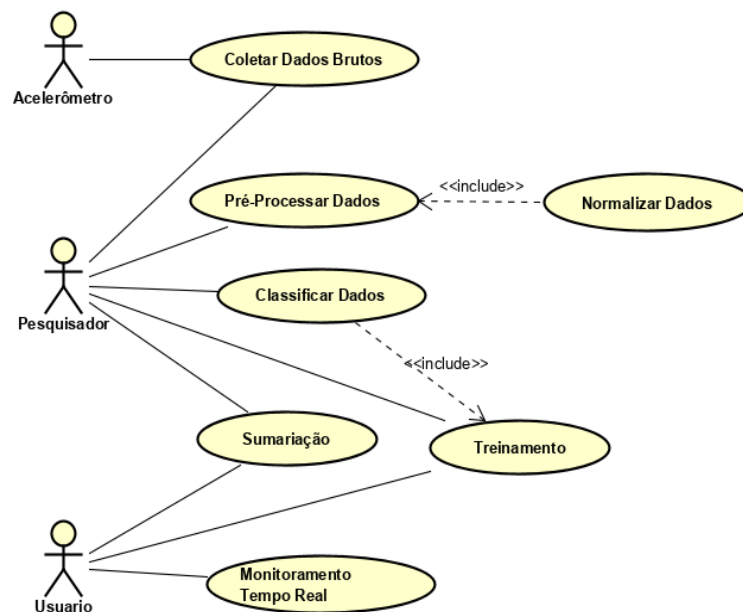 Coletar Dados Brutos
Acelerômetro
<<include>>
Pré-Processar Dados
Normalizar Dados
Classificar Dados
Pesquisador
<<include>>
Sumariação
Treinamento
Monitoramento
Tempo Real
Usuario